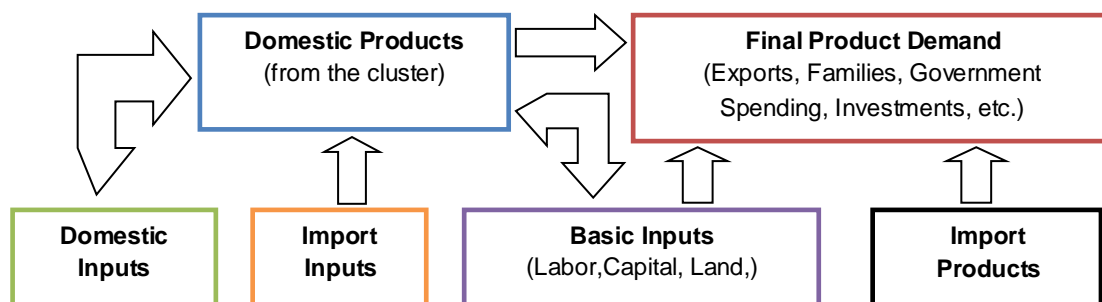 Domestic Products
(from the cluster)
Final Product Demand
(Exports, Families, Government
Spending, Investments, etc.)
Domestic
Inputs
Import
Inputs
Basic Inputs
(Labor,Capital, Land,)
Import
Products